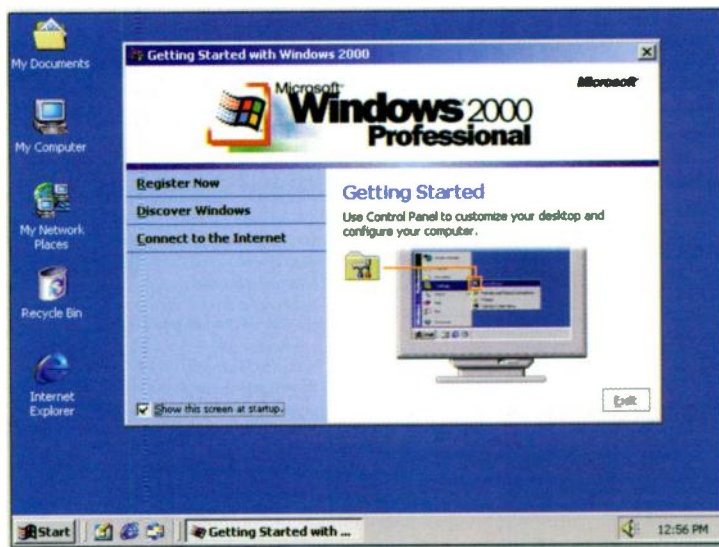 My Documents
My Computer
My Network
Places
Recycle Bin
Internet
Explorer
Getting Started with Windows 2000
Microsoft
Microsoft
Windows 2000
Professional
Register Now
Discover Windows
Connect to the Internet
Show this screen at startup.
Getting Started
Use Control Panel to customize your desktop and
configure your computer.
Exit
Start
Getting Started with ...
12:56 PM